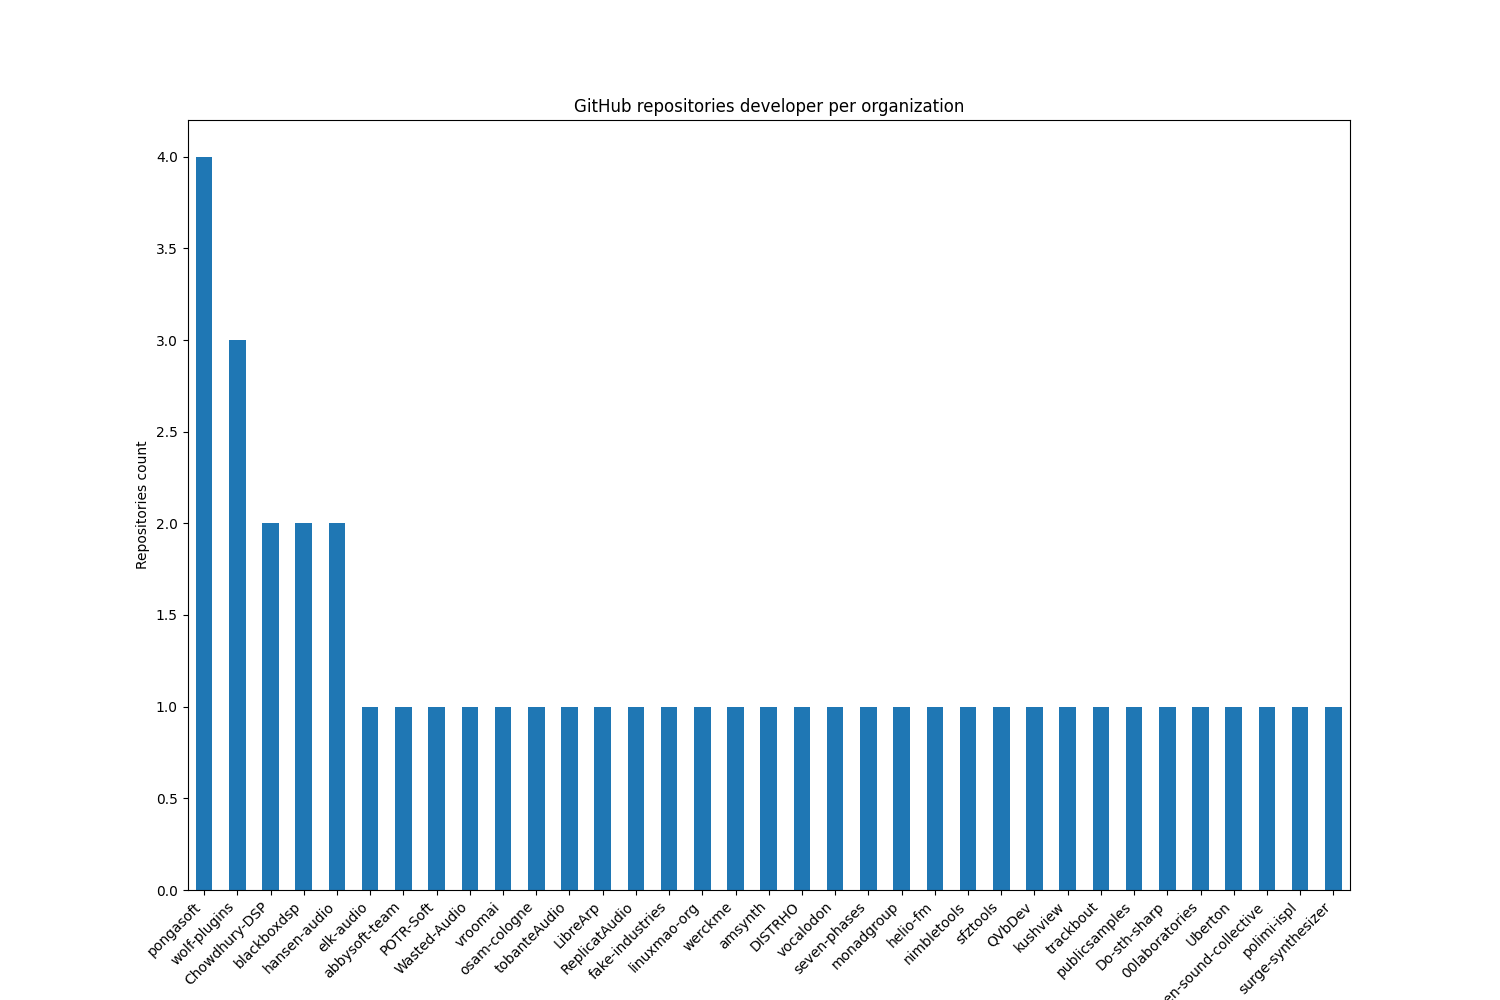 GitHub repositories developer per organization
4.0
3.5
3.0
2.5
2.0
1.5
1.0
0.5
0.0
Repositories count
pongasoft
wolf-plugins
Chowdhury-DSP
blackboxdsp
hansen-audio
elk-audio
abbysoft-team
POTR-Soft
Wasted-Audio
vroomai
osam-cologne
tobanteAudio
LibreArp
ReplicatAudio
fake-industries
linuxmao-org
werckme
amsynth
DISTRHO
vocalodon
seven-phases
monadgroup
helio-fm
nimbletools
sfztools
QVbDev
kushview
trackbout
publicsamples
Do-sth-sharp
00laboratories
Uberton
en-sound-collective
polimi-ispl
surge-synthesizer